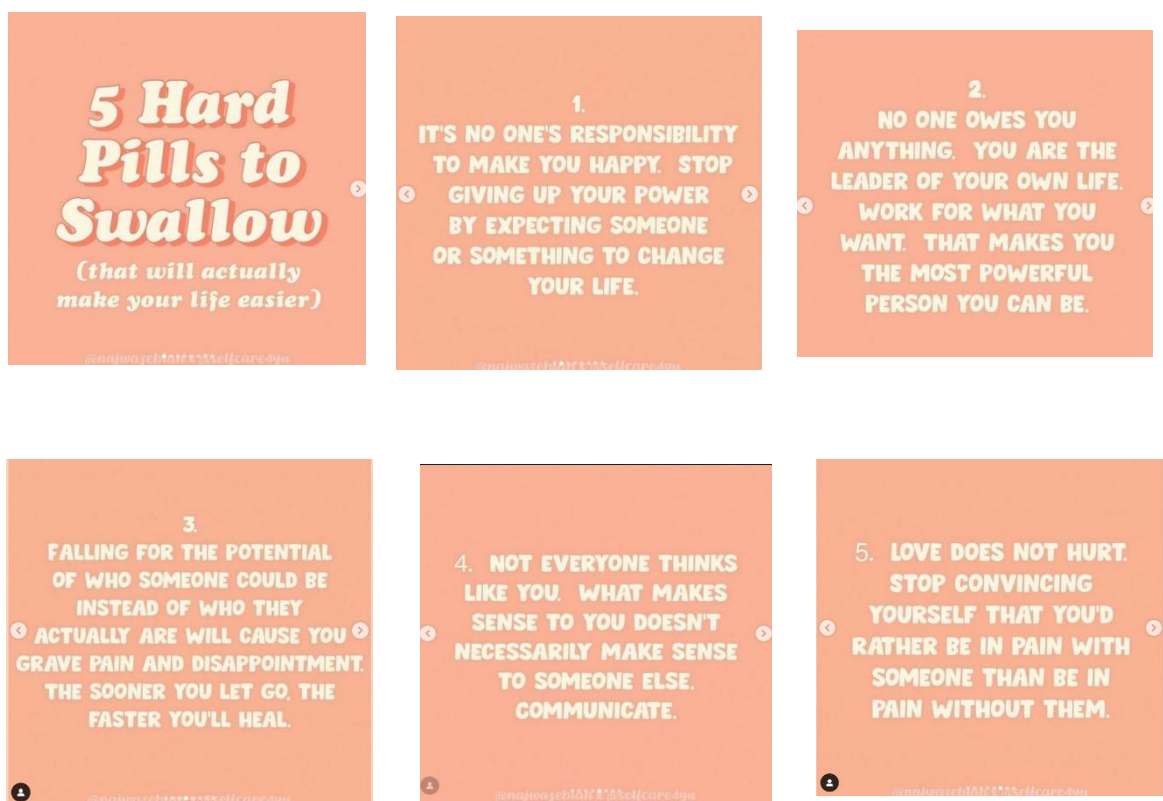 5 Hard
Pills to
Swallow
(that will actually
make your life easier)
1.
IT'S NO ONE'S RESPONSIBILITY
TO MAKE YOU HAPPY. STOP
GIVING UP YOUR POWER
BY EXPECTING SOMEONE
OR SOMETHING TO CHANGE
YOUR LIFE.
2.
NO ONE OWES YOU
ANYTHING. YOU ARE THE
LEADER OF YOUR OWN LIFE.
WORK FOR WHAT YOU
WANT. THAT MAKES YOU
THE MOST POWERFUL
PERSON YOU CAN BE.
3.
FALLING FOR THE POTENTIAL
OF WHO SOMEONE COULD BE
INSTEAD OF WHO THEY
ACTUALLY ARE WILL CAUSE YOU
GRAVE PAIN AND DISAPPOINTMENT.
THE SOONER YOU LET GO, THE
FASTER YOU'LL HEAL.
4. NOT EVERYONE THINKS
LIKE YOU. WHAT MAKES
SENSE TO YOU DOESN'T
NECESSARILY MAKE SENSE
TO SOMEONE ELSE.
COMMUNICATE.
5. LOVE DOES NOT HURT.
STOP CONVINCING
YOURSELF THAT YOU'D
RATHER BE IN PAIN WITH
SOMEONE THAN BE IN
PAIN WITHOUT THEM.